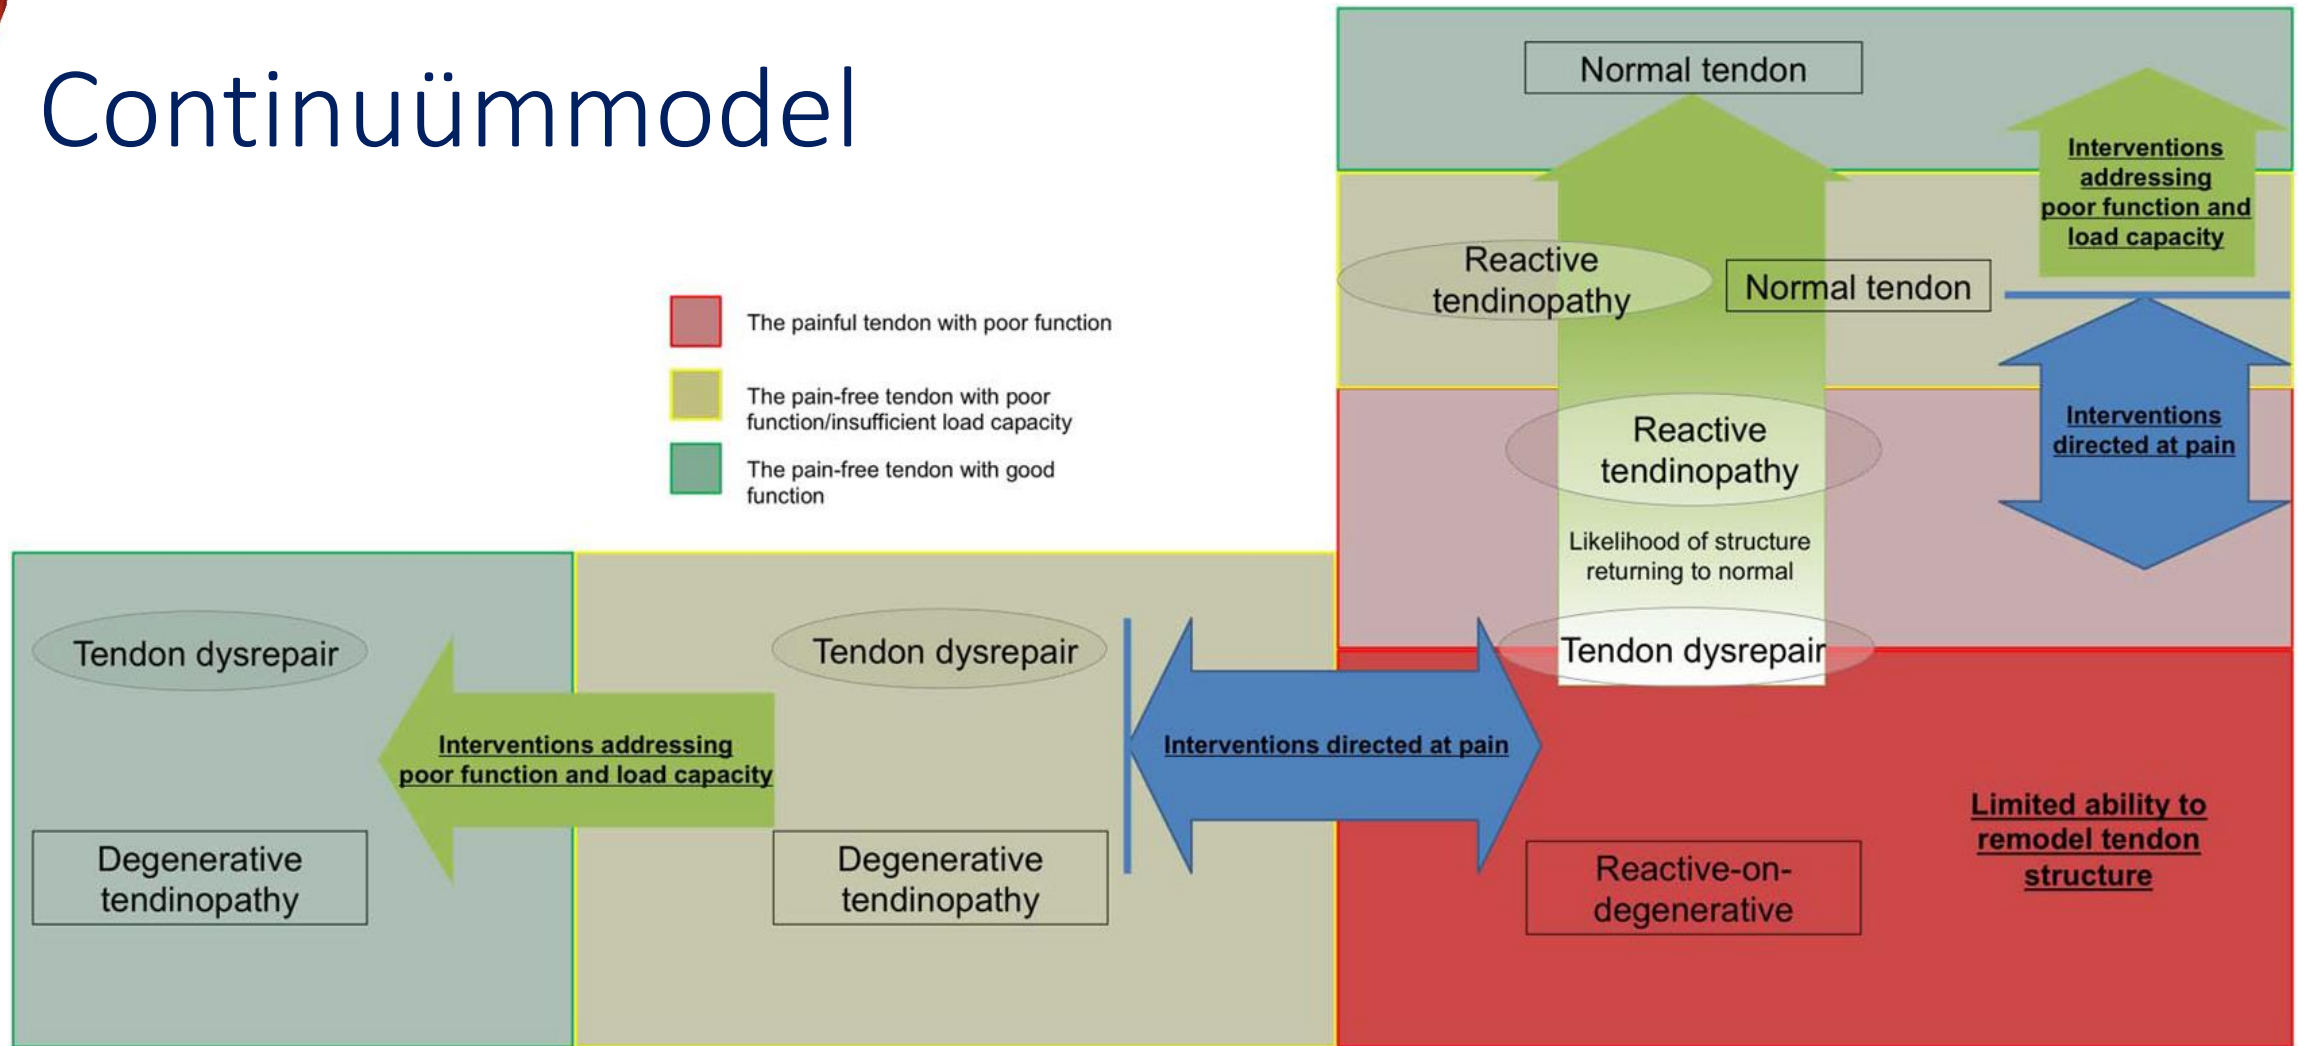 Continuümmodel
Normal tendon
Interventions
addressing
poor function and
load capacity
Reactive
tendinopathy
Normal tendon
The painful tendon with poor function
The pain-free tendon with poor
function/insufficient load capacity
The pain-free tendon with good
function
Reactive
tendinopathy
Interventions
directed at pain
Likelihood of structure
returning to normal
Tendon dysrepair
Tendon dysrepair
Tendon dysrepair
Interventions addressing
poor function and load capacity
Interventions directed at pain
Degenerative
tendinopathy
Degenerative
tendinopathy
Reactive-on-
degenerative
Limited ability to
remodel tendon
structure